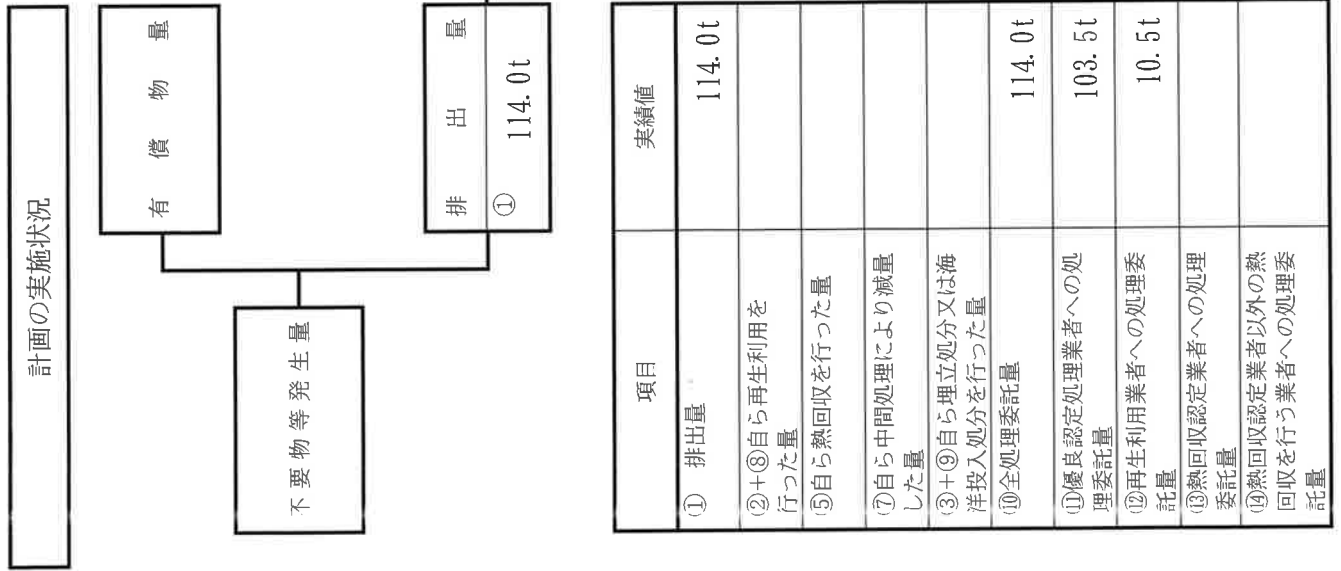 計画の実施状況
有償物量
不要物等発生量
排出量
①
114.0t
項目 実績値
① 排出量 114.0t
②+⑧自ら再生利用を
行った量
⑤自ら熱回収を行った量
⑦自ら中間処理により減量
した量
③+⑨自ら埋立処分又は海
洋投入処分を行った量
⑩全処理委託量 114.0t
⑪優良認定処理業者への処
理委託量 103.5t
⑫再生利用業者への処理委
託量 10.5t
⑬熱回収認定業者への処理
委託量
⑭熱回収認定業者以外の熱
回収を行う業者への処理委
託量